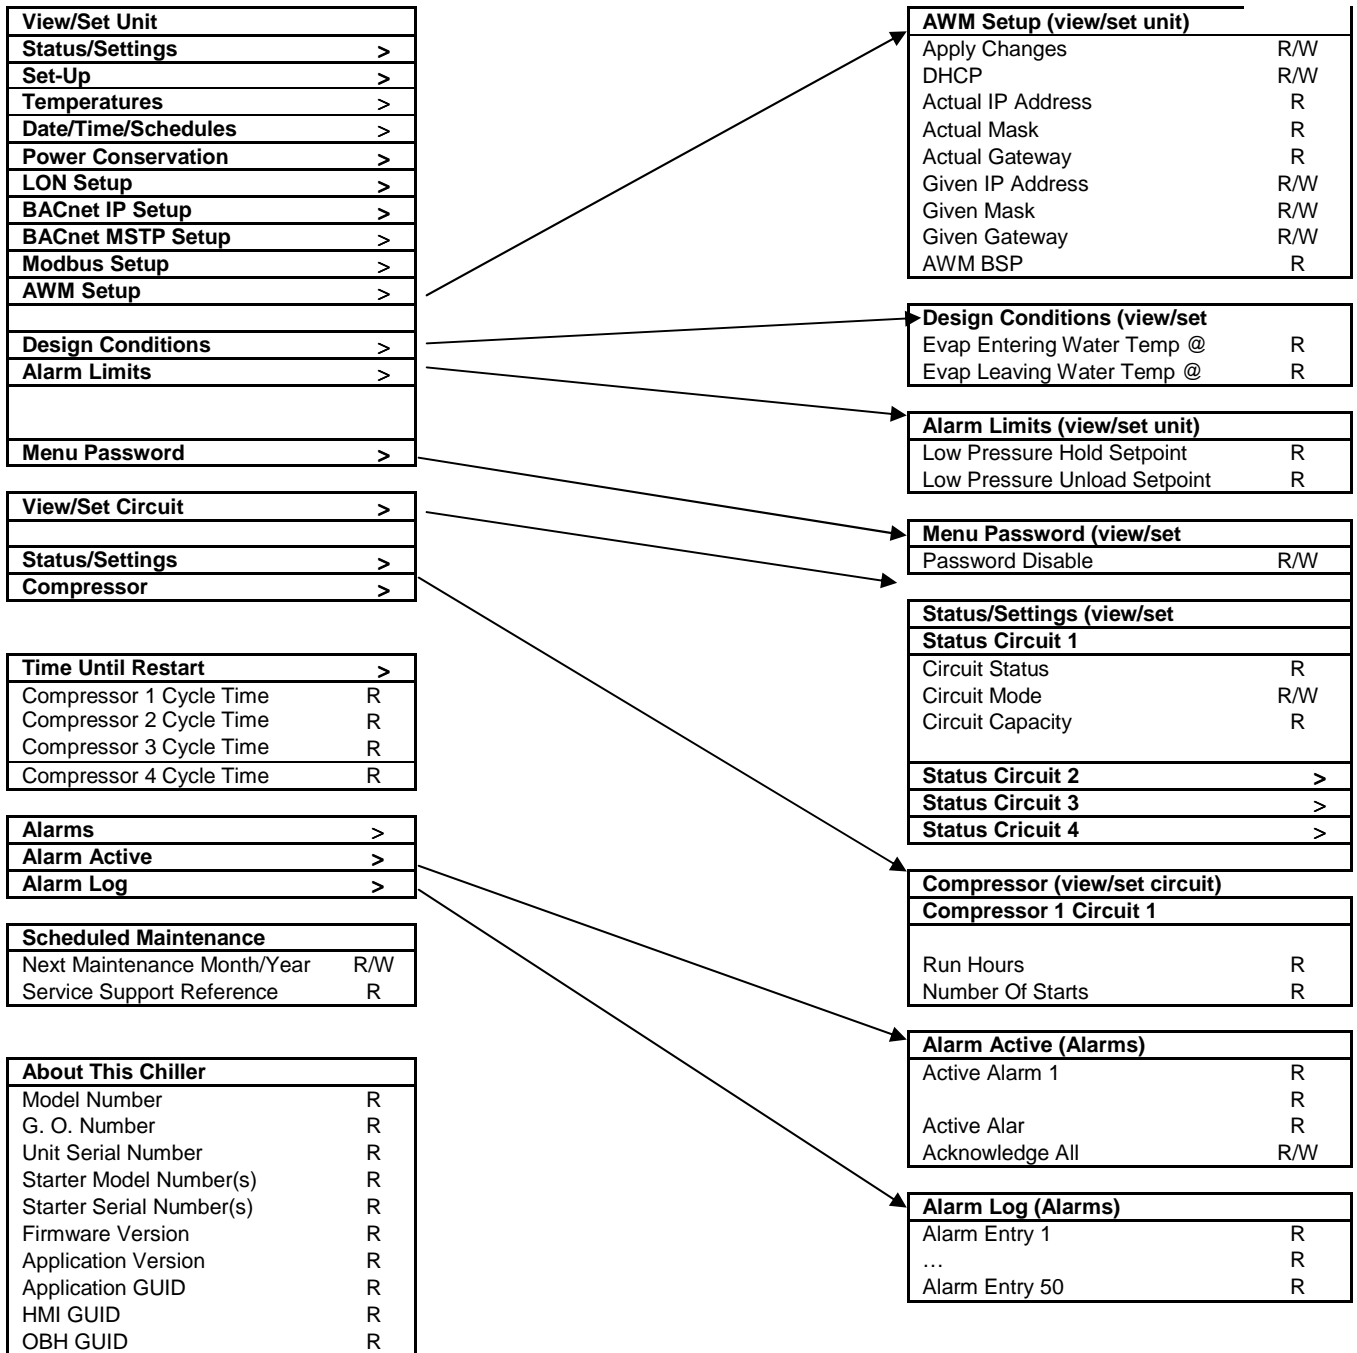 View/Set Unit
Status/Settings >
Set-Up >
Temperatures >
Date/Time/Schedules >
Power Conservation >
LON Setup >
BACnet IP Setup >
BACnet MSTP Setup >
Modbus Setup >
AWM Setup >
Design Conditions >
Alarm Limits >
Menu Password >
View/Set Circuit >
Status/Settings >
Compressor >
Time Until Restart >
Compressor 1 Cycle Time R
Compressor 2 Cycle Time R
Compressor 3 Cycle Time R
Compressor 4 Cycle Time R
Alarms >
Alarm Active >
Alarm Log >
Scheduled Maintenance
Next Maintenance Month/Year R/W
Service Support Reference R
About This Chiller
Model Number R
G. O. Number R
Unit Serial Number R
Starter Model Number(s) R
Starter Serial Number(s) R
Firmware Version R
Application Version R
Application GUID R
HMI GUID R
OBH GUID R
AWM Setup (view/set unit)
Apply Changes R/W
DHCP R/W
Actual IP Address R
Actual Mask R
Actual Gateway R
Given IP Address R/W
Given Mask R/W
Given Gateway R/W
AWM BSP R
Design Conditions (view/set
Evap Entering Water Temp @ R
Evap Leaving Water Temp @ R
Alarm Limits (view/set unit)
Low Pressure Hold Setpoint R
Low Pressure Unload Setpoint R
Menu Password (view/set
Password Disable R/W
Status/Settings (view/set
Status Circuit 1
Circuit Status R
Circuit Mode R/W
Circuit Capacity R
Status Circuit 2 >
Status Circuit 3 >
Status Cricuit 4 >
Compressor (view/set circuit)
Compressor 1 Circuit 1
Run Hours R
Number Of Starts R
Alarm Active (Alarms)
Active Alarm 1 R
R
Active Alar R
Acknowledge All R/W
Alarm Log (Alarms)
Alarm Entry 1 R
… R
Alarm Entry 50 R